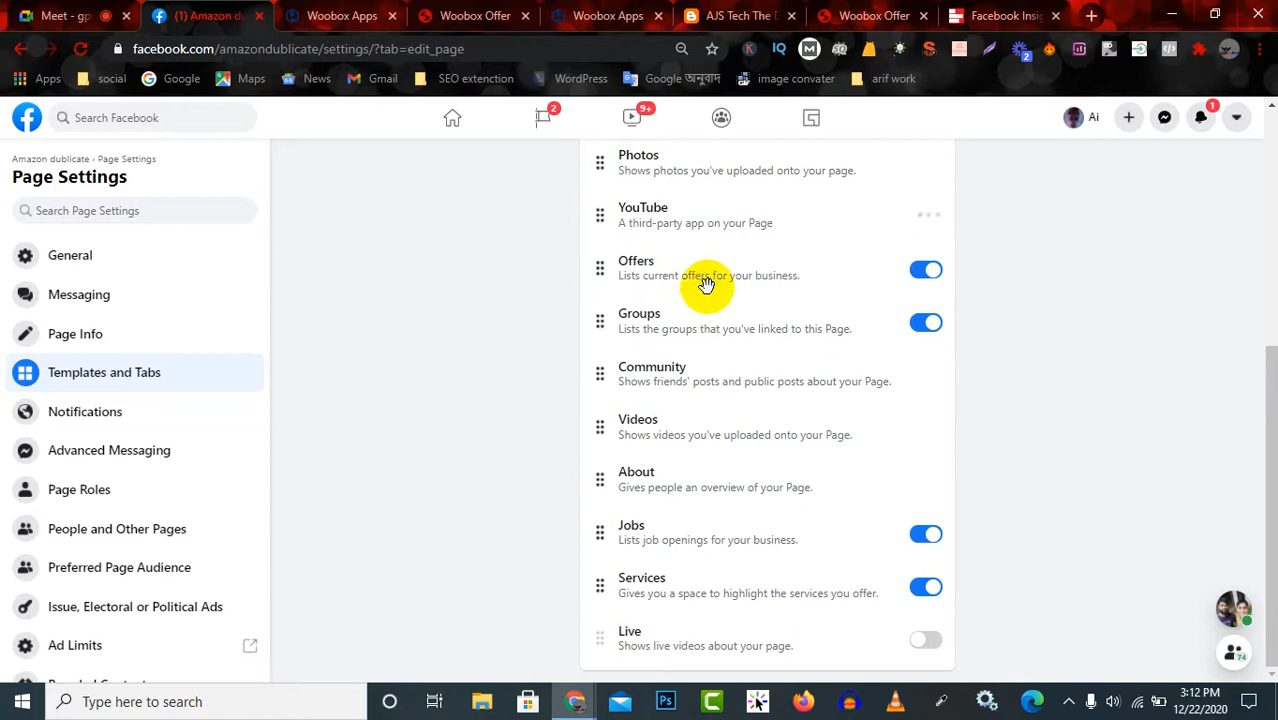 Meet - gp
(1) Amazon du
Woobox Apps
Woobox Offer
Woobox Apps
AJS Tech The E
Woobox Offer
Facebook Insig
facebook.com/amazondublicate/settings/?tab=edit_page
Apps
social
Google
Maps
News
Gmail
SEO extenction
WordPress
Google অনুবাদ
image convater
arif work
Search Facebook
2
9+
Ai
1
Amazon dublicate › Page Settings
Page Settings
Search Page Settings
General
Messaging
Page Info
Templates and Tabs
Notifications
Advanced Messaging
Page Roles
People and Other Pages
Preferred Page Audience
Issue, Electoral or Political Ads
Ad Limits
Photos
Shows photos you've uploaded onto your page.
YouTube
A third-party app on your Page
Offers
Lists current offers for your business.
Groups
Lists the groups that you've linked to this Page.
Community
Shows friends' posts and public posts about your Page.
Videos
Shows videos you've uploaded onto your Page.
About
Gives people an overview of your Page.
Jobs
Lists job openings for your business.
Services
Gives you a space to highlight the services you offer.
Live
Shows live videos about your page.
74
Type here to search
3:12 PM
12/22/2020